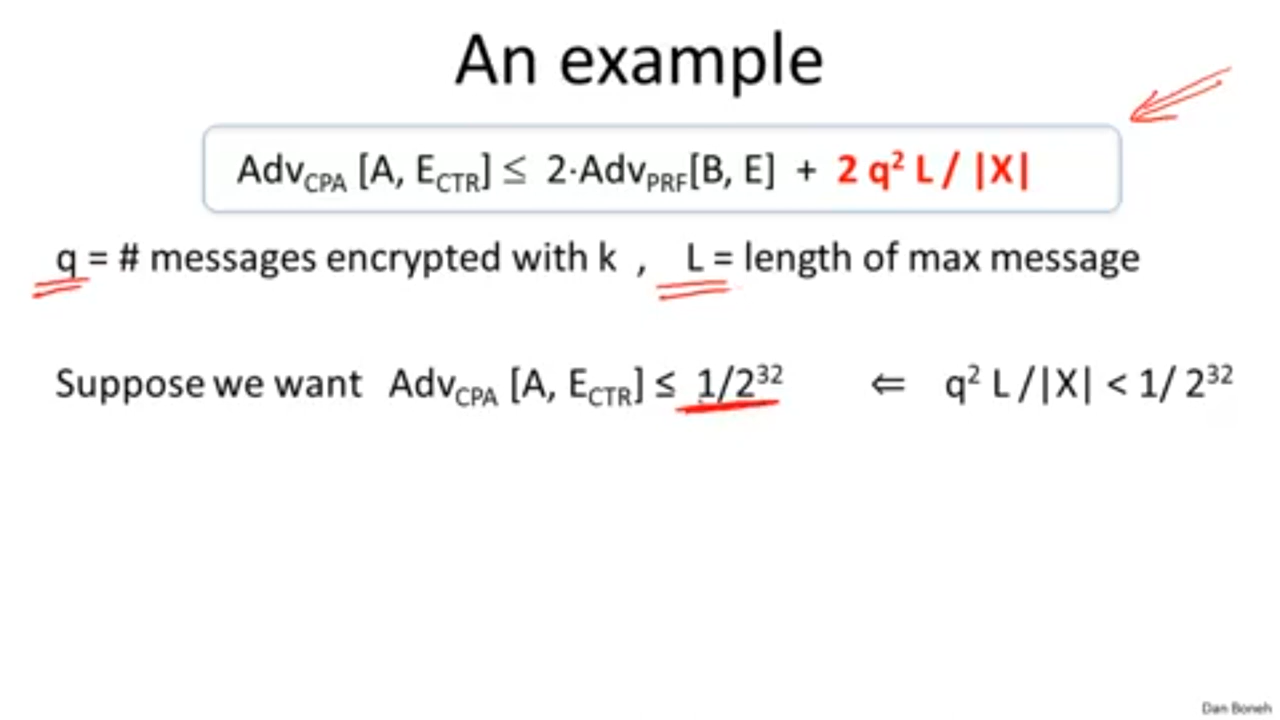 An example
Adv_CPA [A, E_CTR] ≤ 2·Adv_PRF[B, E] + 2 q² L / |X|
q = # messages encrypted with k , L = length of max message
Suppose we want Adv_CPA [A, E_CTR] ≤ 1/2³² ⇐ q² L /|X| < 1/ 2³²
Dan Boneh